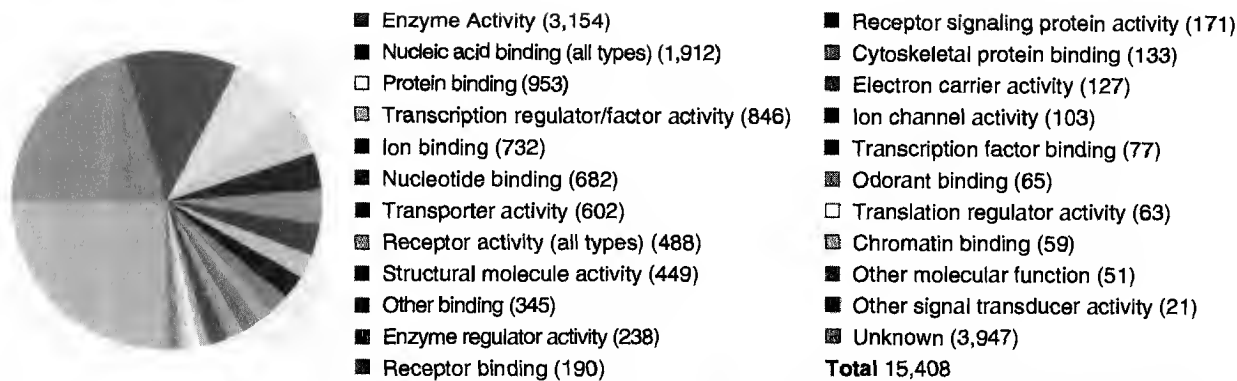 Enzyme Activity (3,154)
Nucleic acid binding (all types) (1,912)
Protein binding (953)
Transcription regulator/factor activity (846)
Ion binding (732)
Nucleotide binding (682)
Transporter activity (602)
Receptor activity (all types) (488)
Structural molecule activity (449)
Other binding (345)
Enzyme regulator activity (238)
Receptor binding (190)
Receptor signaling protein activity (171)
Cytoskeletal protein binding (133)
Electron carrier activity (127)
Ion channel activity (103)
Transcription factor binding (77)
Odorant binding (65)
Translation regulator activity (63)
Chromatin binding (59)
Other molecular function (51)
Other signal transducer activity (21)
Unknown (3,947)
Total 15,408